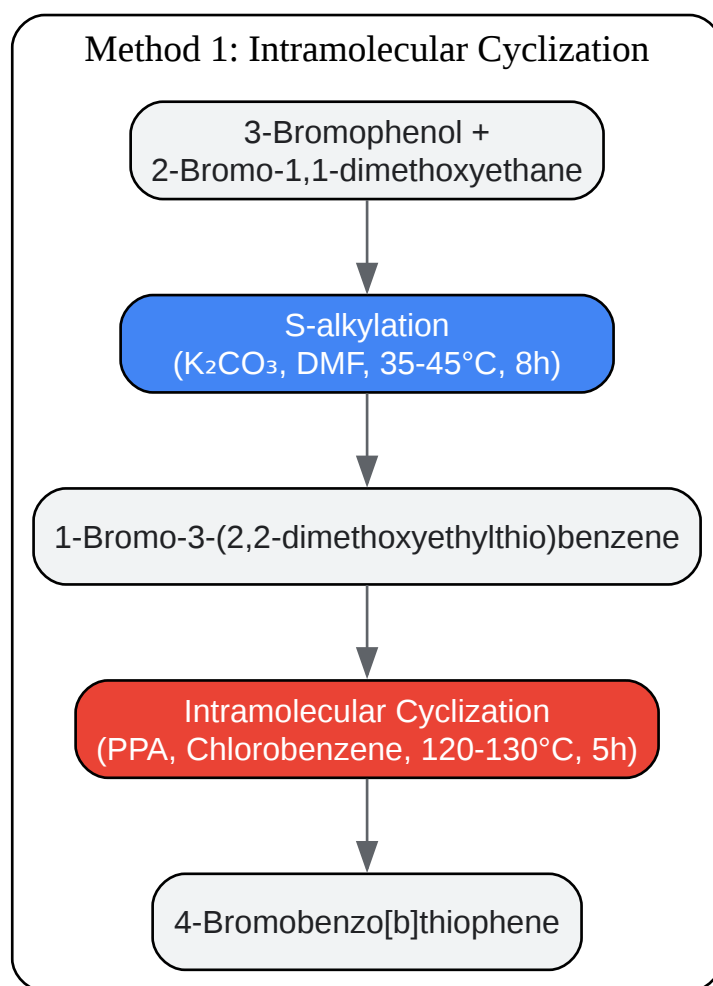 Method 1: Intramolecular Cyclization
3-Bromophenol +
2-Bromo-1,1-dimethoxyethane
S-alkylation
(K₂CO₃, DMF, 35-45°C, 8h)
1-Bromo-3-(2,2-dimethoxyethylthio)benzene
Intramolecular Cyclization
(PPA, Chlorobenzene, 120-130°C, 5h)
4-Bromobenzo[b]thiophene